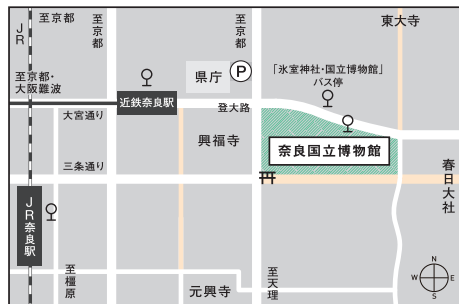 JR
至京都
至京都
至京都
東大寺
至京都・
大阪難波
県庁
P
「氷室神社・国立博物館」
バス停
近鉄奈良駅
登大路
大宮通り
興福寺
奈良国立博物館
三条通り
春日大社
JR奈良駅
至橿原
元興寺
至天理
N
W
E
S